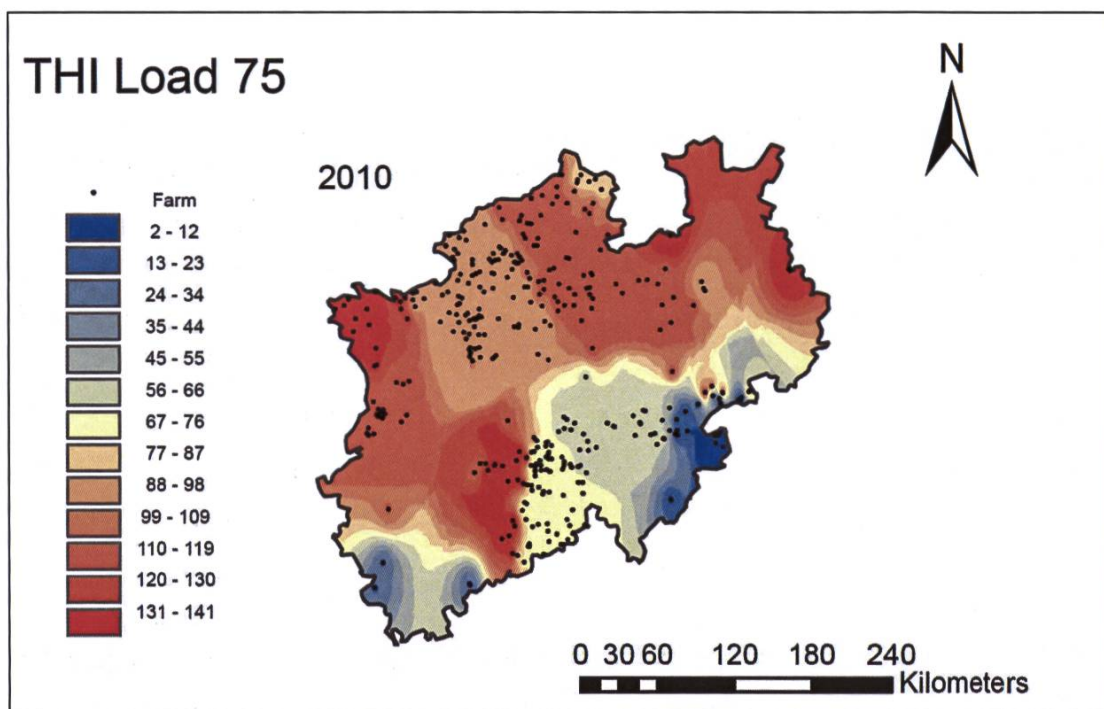 THI Load 75
N
2010
Farm
2 - 12
13 - 23
24 - 34
35 - 44
45 - 55
56 - 66
67 - 76
77 - 87
88 - 98
99 - 109
110 - 119
120 - 130
131 - 141
0 30 60 120 180 240
Kilometers